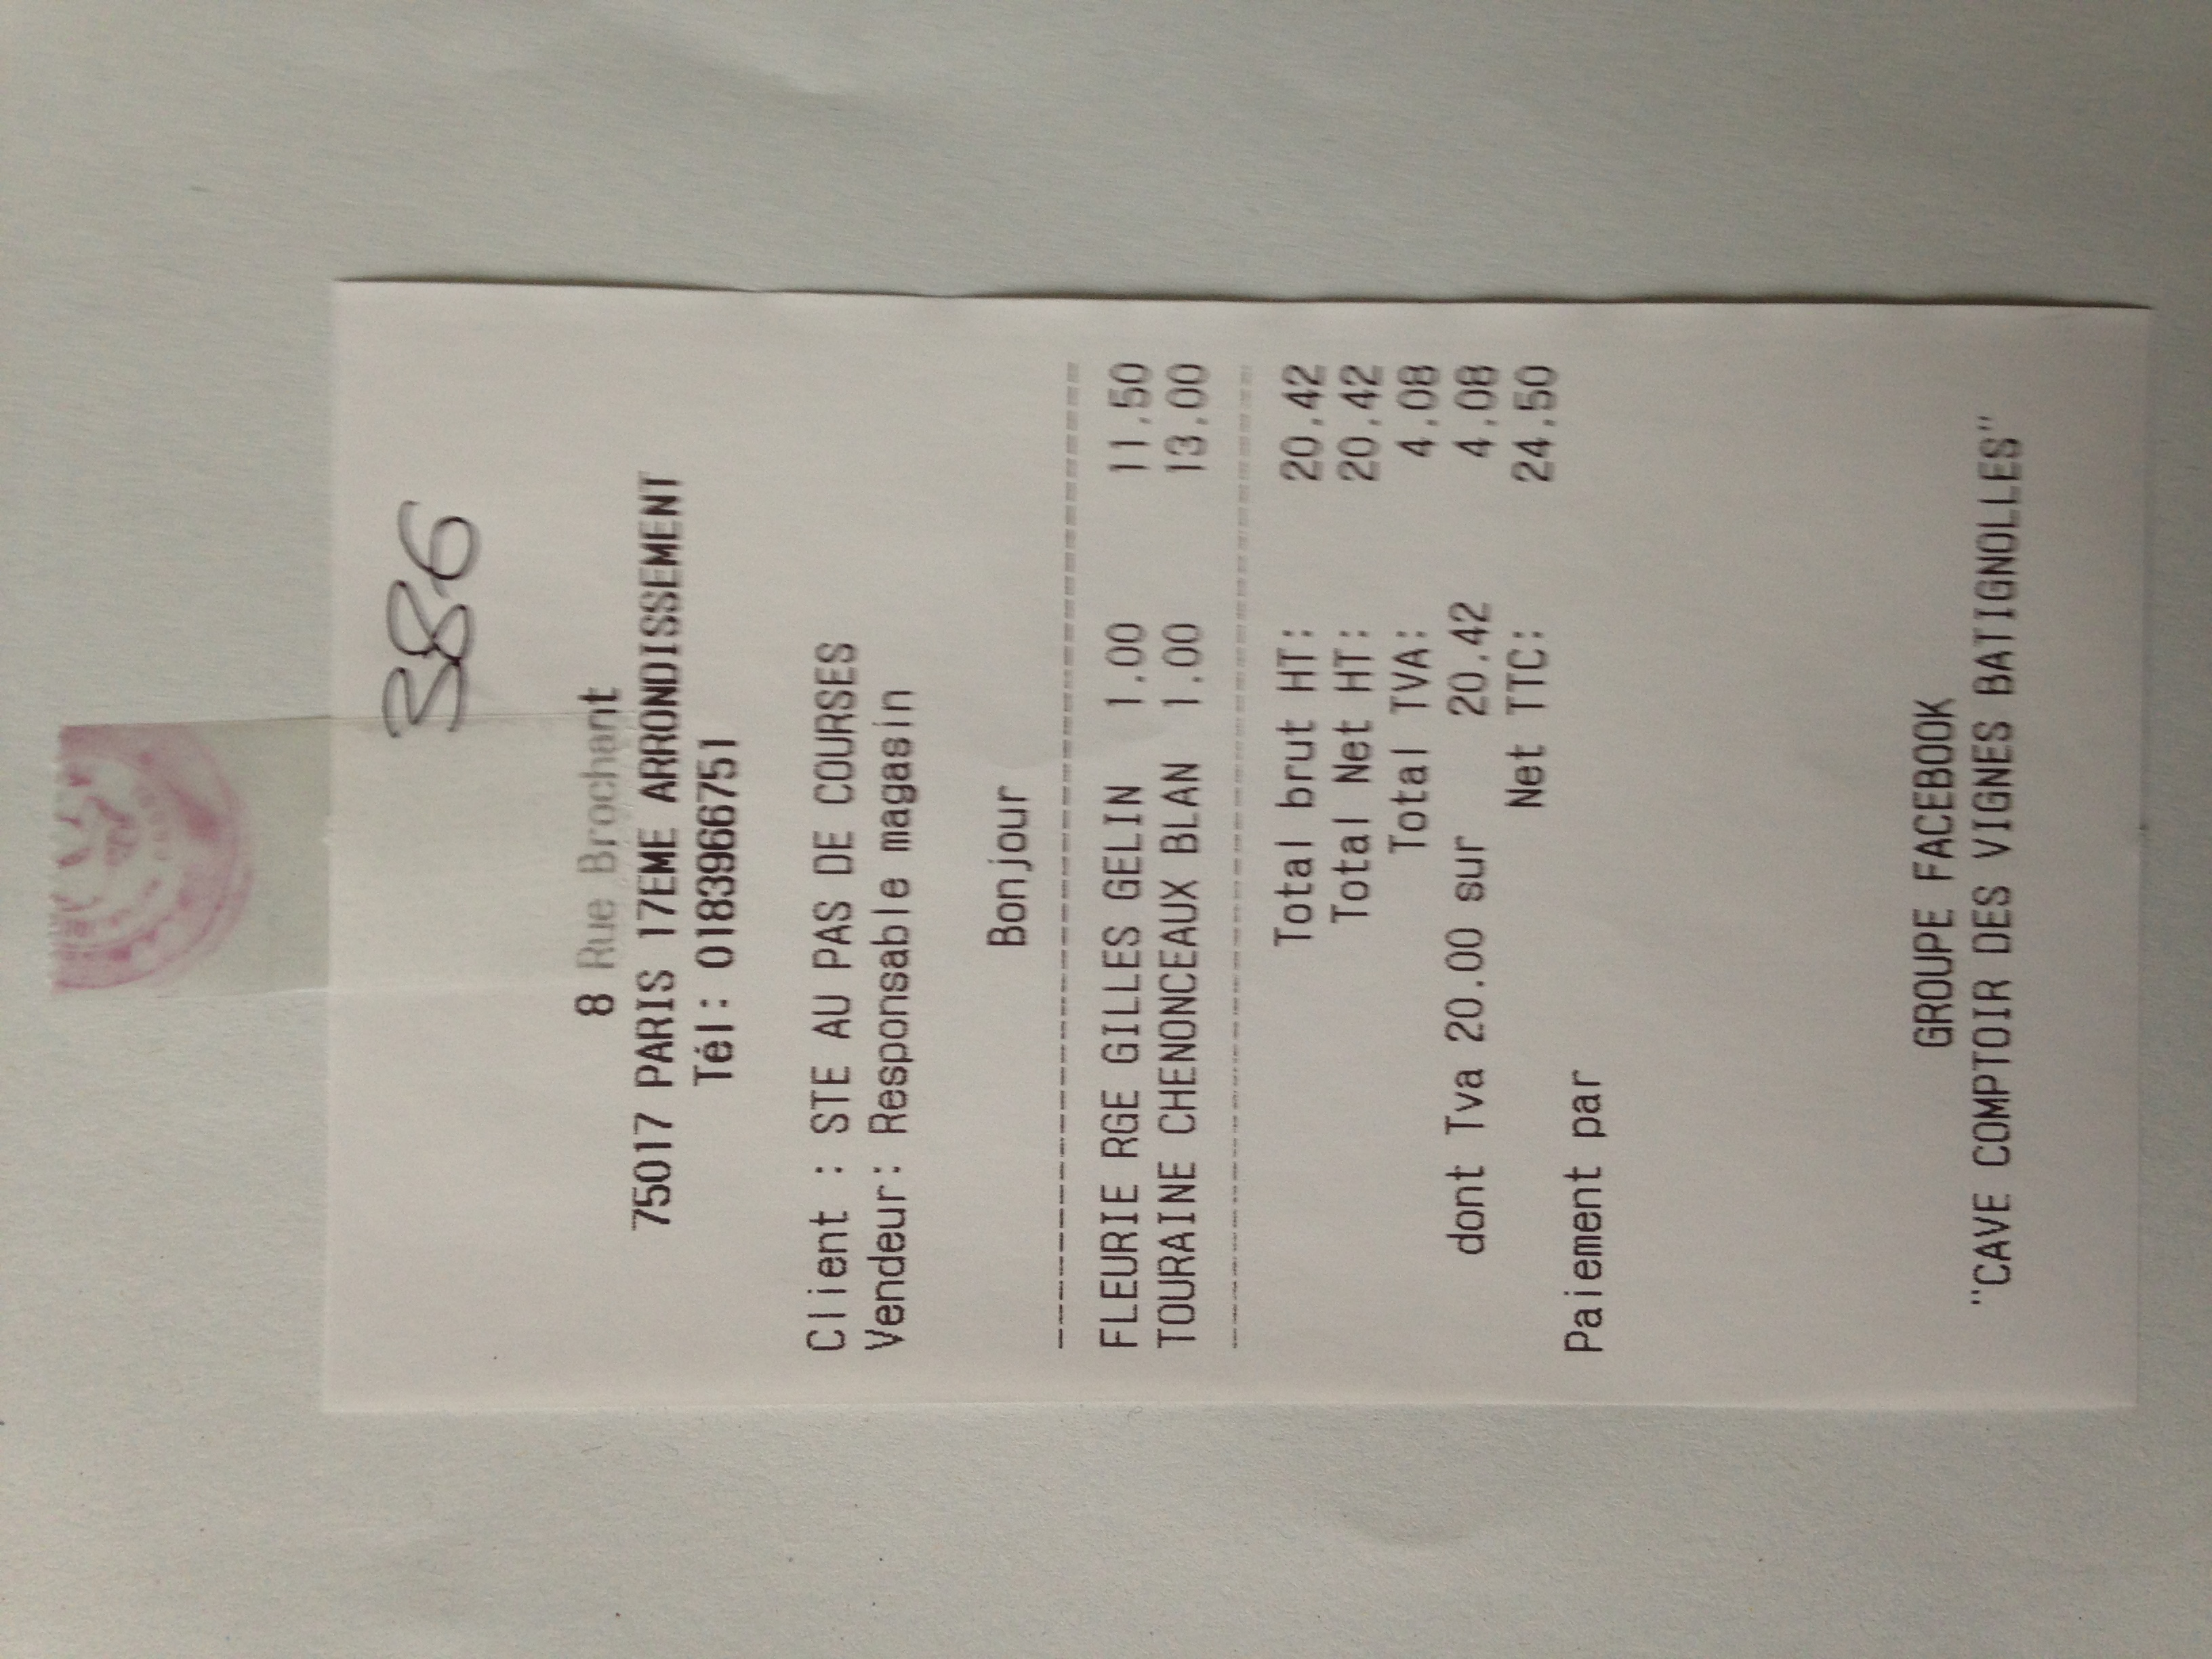 386
8 Rue Brochant
75017 PARIS 17EME ARRONDISSEMENT
Tél: 0183966751
Client : STE AU PAS DE COURSES
Vendeur: Responsable magasin
Bonjour
FLEURIE RGE GILLES GELIN 1.00 11.50
TOURAINE CHENONCEAUX BLAN 1.00 13.00
Total brut HT: 20.42
Total Net HT: 20.42
Total TVA: 4.08
dont Tva 20.00 sur 20.42 4.08
Net TTC: 24.50
Paiement par
GROUPE FACEBOOK
"CAVE COMPTOIR DES VIGNES BATIGNOLLES"